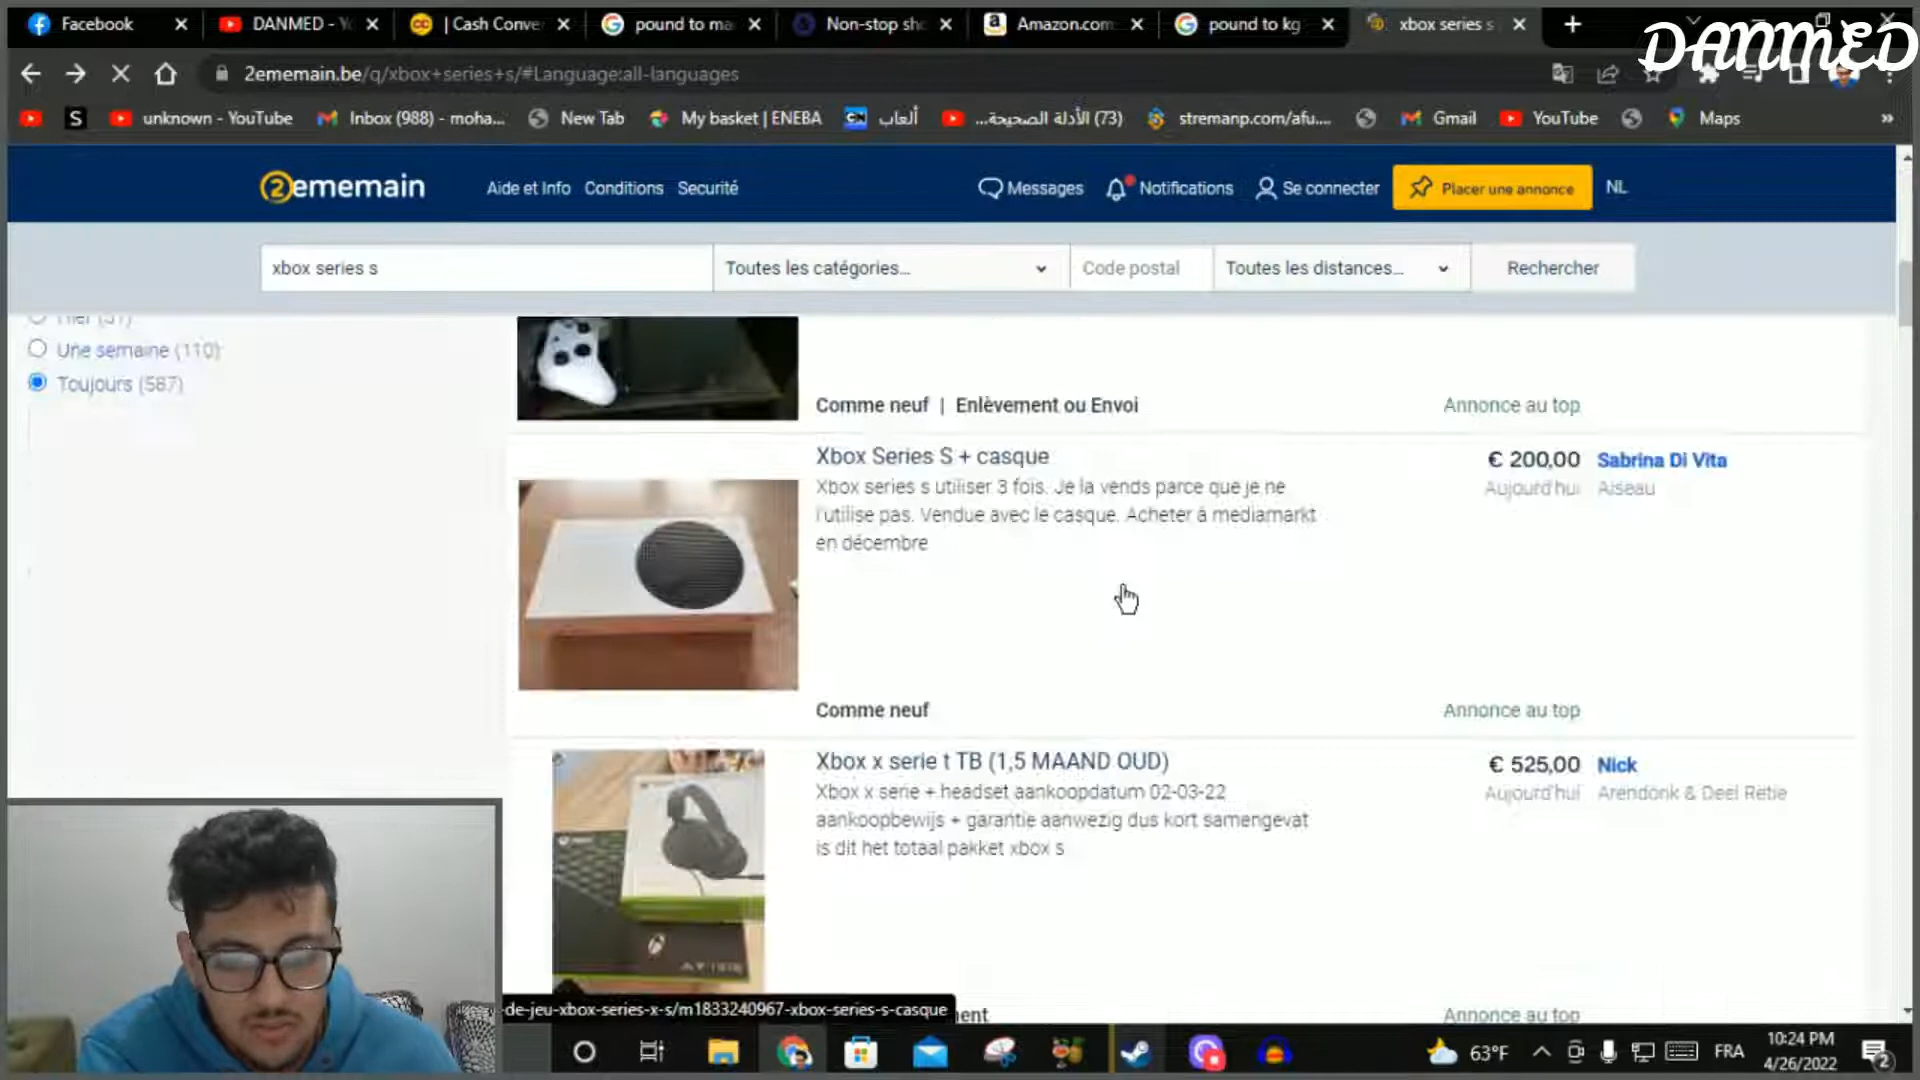 Facebook
DANMED - Y
| Cash Conve
pound to ma
Non-stop sh
Amazon.com
pound to kg
xbox series s
DANMED
2ememain.be/q/xbox+series+s/#Language:all-languages
unknown - YouTube
Inbox (988) - moha...
New Tab
My basket | ENEBA
ألعاب
(73) الأدلة الصحيحة...
stremanp.com/afu....
Gmail
YouTube
Maps
»
2ememain
Aide et Info
Conditions
Securité
Messages
Notifications
Se connecter
Placer une annonce
NL
xbox series s
Toutes les catégories...
Code postal
Toutes les distances...
Rechercher
Une semaine (110)
Toujours (587)
Comme neuf | Enlèvement ou Envoi
Annonce au top
Xbox Series S + casque
€ 200,00
Sabrina Di Vita
Xbox series s utiliser 3 fois. Je la vends parce que je ne
Aujourd'hui
Aiseau
l'utilise pas. Vendue avec le casque. Acheter à mediamarkt
en décembre
Comme neuf
Annonce au top
Xbox x serie t TB (1,5 MAAND OUD)
€ 525,00
Nick
Xbox x serie + headset aankoopdatum 02-03-22
Aujourd'hui
Arendonk & Deel Retie
aankoopbewijs + garantie aanwezig dus kort samengevat
is dit het totaal pakket xbox s
-de-jeu-xbox-series-x-s/m1833240967-xbox-series-s-casque
Annonce au top
63°F
FRA
10:24 PM
4/26/2022
2